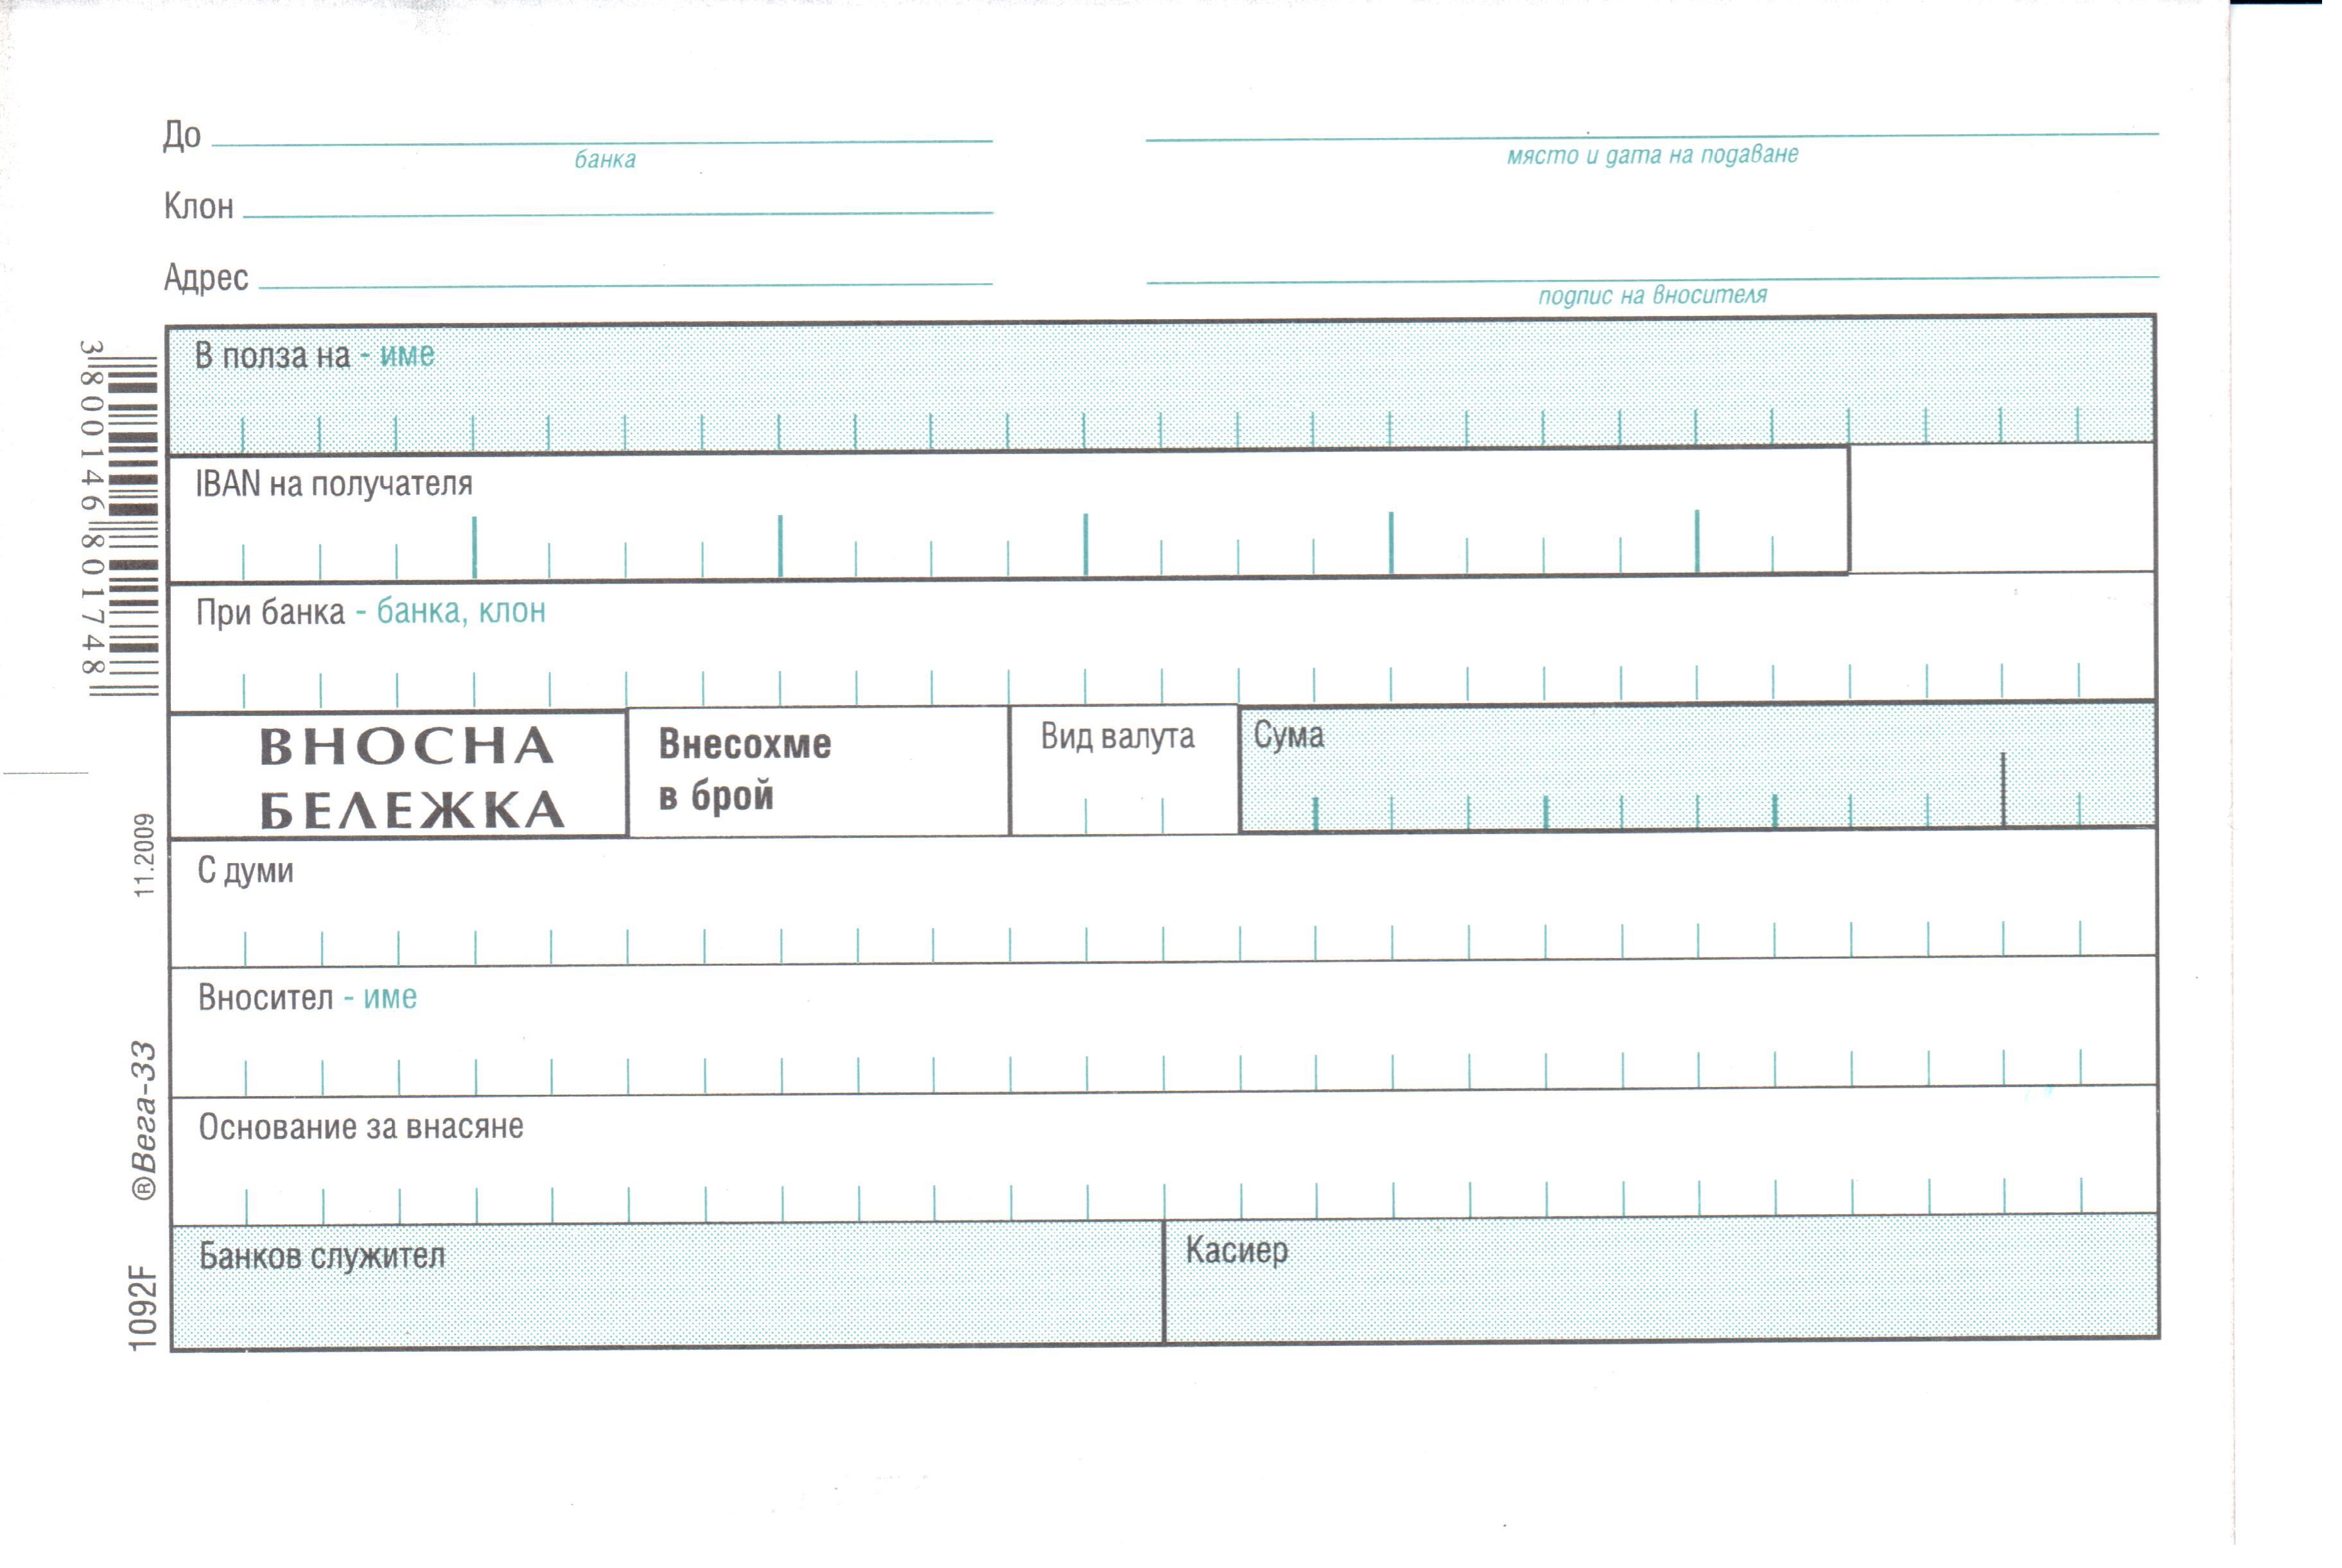 До
банка
място и дата на подаване
Клон
Адрес
подпис на вносителя
В полза на - име
IBAN на получателя
При банка - банка, клон
ВНОСНА
БЕЛЕЖКА
Внесохме
в брой
Вид валута
Сума
С думи
Вносител - име
Основание за внасяне
Банков служител
Касиер
3800146801748
11.2009
®Вега-33
1092F